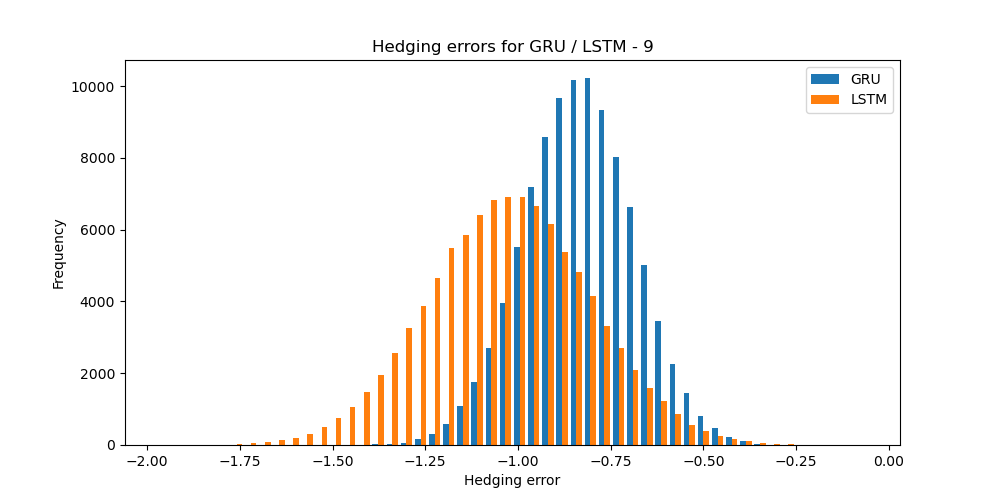 Hedging errors for GRU / LSTM - 9
GRU
LSTM
10000
8000
6000
4000
2000
0
Frequency
−2.00 −1.75 −1.50 −1.25 −1.00 −0.75 −0.50 −0.25 0.00
Hedging error